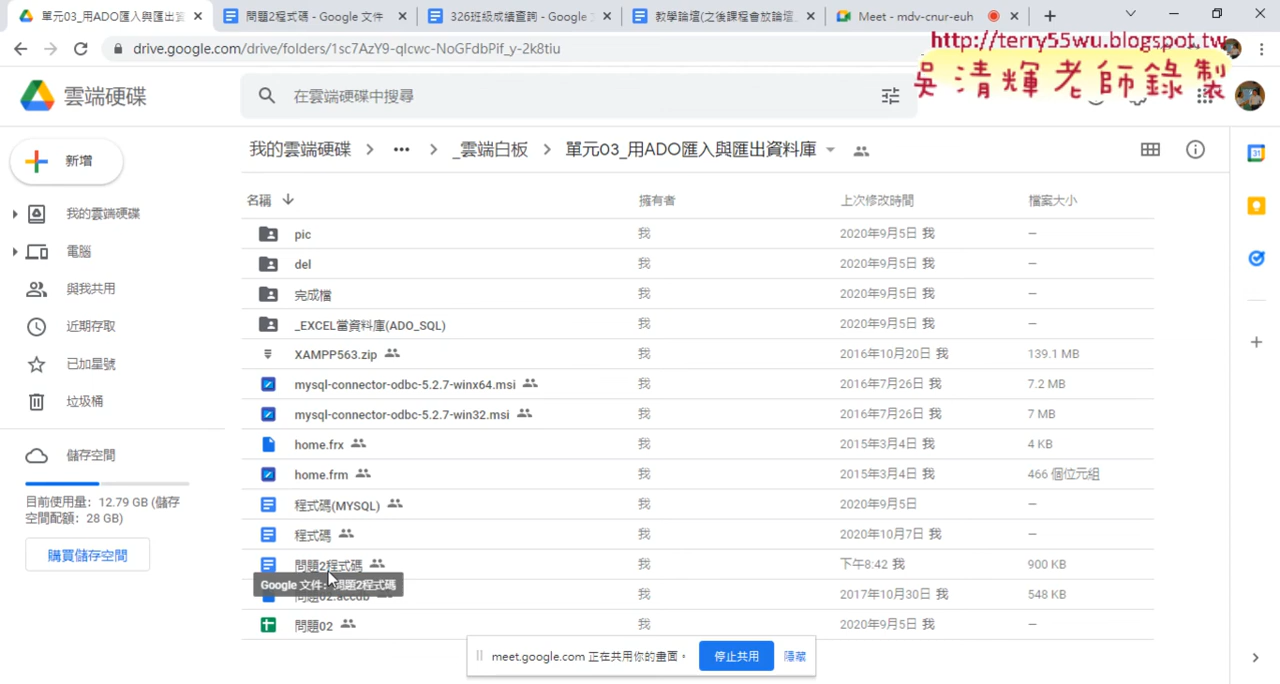 單元03_用ADO匯入與匯出資
問題2程式碼 - Google 文件
326班級成績查詢 - Google
教學論壇(之後課程會放論壇
Meet - mdv-cnur-euh
drive.google.com/drive/folders/1sc7AzY9-qIcwc-NoGFdbPif_y-2k8tiu
http://terry55wu.blogspot.tw
吳清輝老師錄製
雲端硬碟
在雲端硬碟中搜尋
新增
我的雲端硬碟
電腦
與我共用
近期存取
已加星號
垃圾桶
儲存空間
目前使用量：12.79 GB (儲存
空間配額：28 GB)
購買儲存空間
我的雲端硬碟 > ••• > _雲端白板 > 單元03_用ADO匯入與匯出資料庫
名稱 擁有者 上次修改時間 檔案大小
pic 我 2020年9月5日 我 —
del 我 2020年9月5日 我 —
完成檔 我 2020年9月5日 我 —
_EXCEL當資料庫(ADO_SQL) 我 2020年9月5日 我 —
XAMPP563.zip 我 2016年10月20日 我 139.1 MB
mysql-connector-odbc-5.2.7-winx64.msi 我 2016年7月26日 我 7.2 MB
mysql-connector-odbc-5.2.7-win32.msi 我 2016年7月26日 我 7 MB
home.frx 我 2015年3月4日 我 4 KB
home.frm 我 2015年3月4日 我 466 個位元組
程式碼(MYSQL) 我 2020年9月5日 —
程式碼 我 2020年10月7日 我 —
問題2程式碼 我 下午8:42 我 900 KB
Google 文件：問題2程式碼
問題02.accdb 我 2017年10月30日 我 548 KB
問題02 我 2020年9月5日 我 —
meet.google.com 正在共用你的畫面。
停止共用
隱藏
31